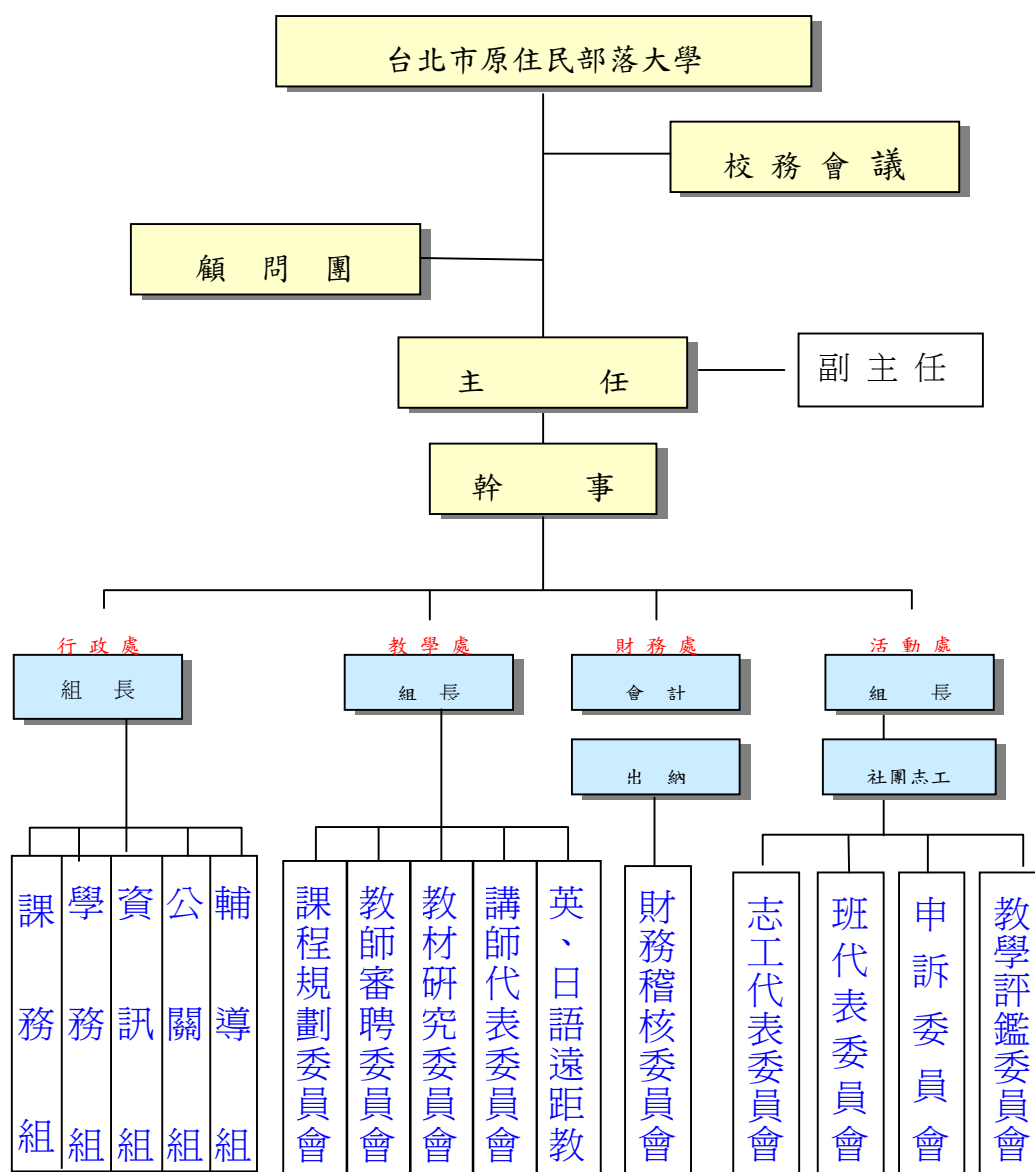 台北市原住民部落大學
校務會議
顧問團
主任
副主任
幹事
行政處
教學處
財務處
活動處
組長
組長
會計
組長
出納
社團志工
課務組
學務組
資訊組
公關組
輔導組
課程規劃委員會
教師審聘委員會
教材研究委員會
講師代表委員會
英、日語遠距教
財務稽核委員會
志工代表委員會
班代表委員會
申訴委員會
教學評鑑委員會